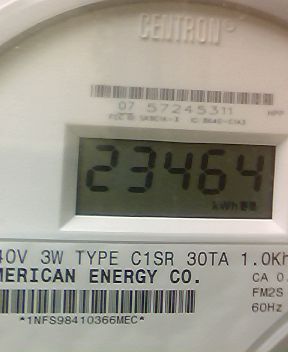 CENTRON®
07 57245311
23464
kWh
40V 3W TYPE C1SR 30TA 1.0Kh
MERICAN ENERGY CO.
CA 0.
FM2S
60Hz
*1NFS98410366MEC*